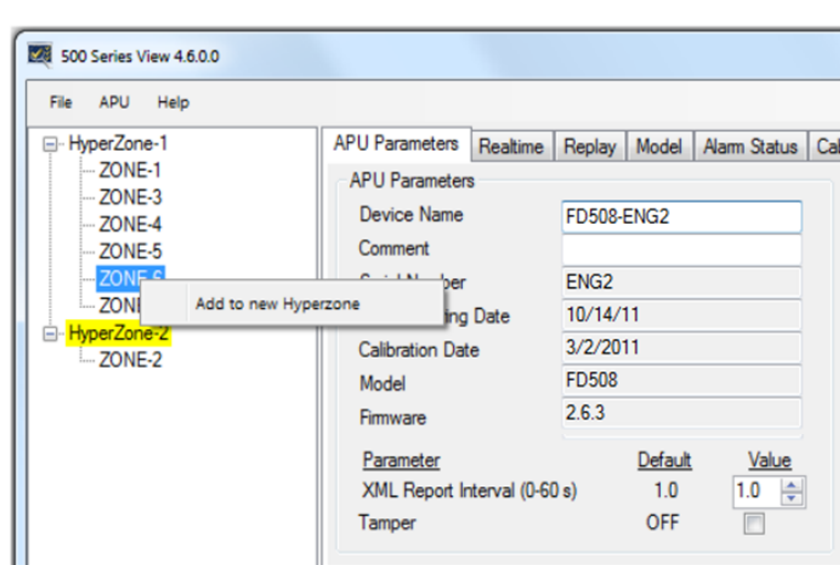 500 Series View 4.6.0.0
File APU Help
HyperZone-1
ZONE-1
ZONE-3
ZONE-4
ZONE-5
ZONE-6
HyperZone-2
ZONE-2
Add to new Hyperzone
APU Parameters Realtime Replay Model Alarm Status
APU Parameters
Device Name FD508-ENG2
Comment
ENG2
Date 10/14/11
Calibration Date 3/2/2011
Model FD508
Firmware 2.6.3
Parameter Default Value
XML Report Interval (0-60 s) 1.0 1.0
Tamper OFF